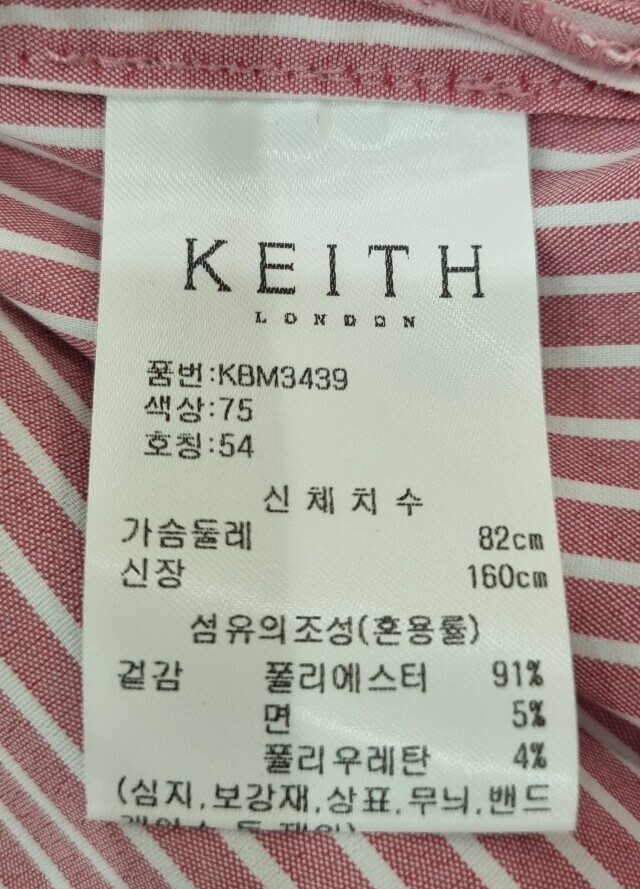 KEITH
LONDON
품번:KBM3439
색상:75
호칭:54
신체치수
가슴둘레 82cm
신장 160cm
섬유의조성(혼용률)
겉감 폴리에스터 91%
면 5%
폴리우레탄 4%
(심지.보강재.상표.무늬.밴드